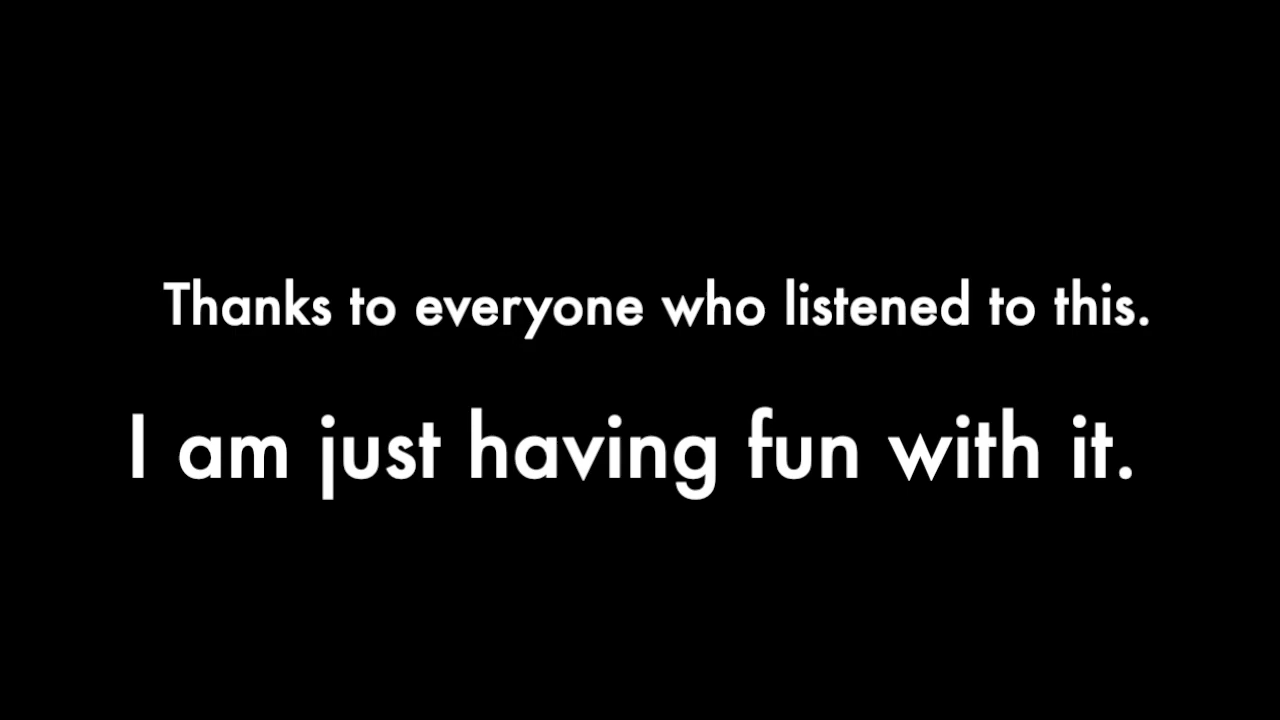 Thanks to everyone who listened to this.
I am just having fun with it.